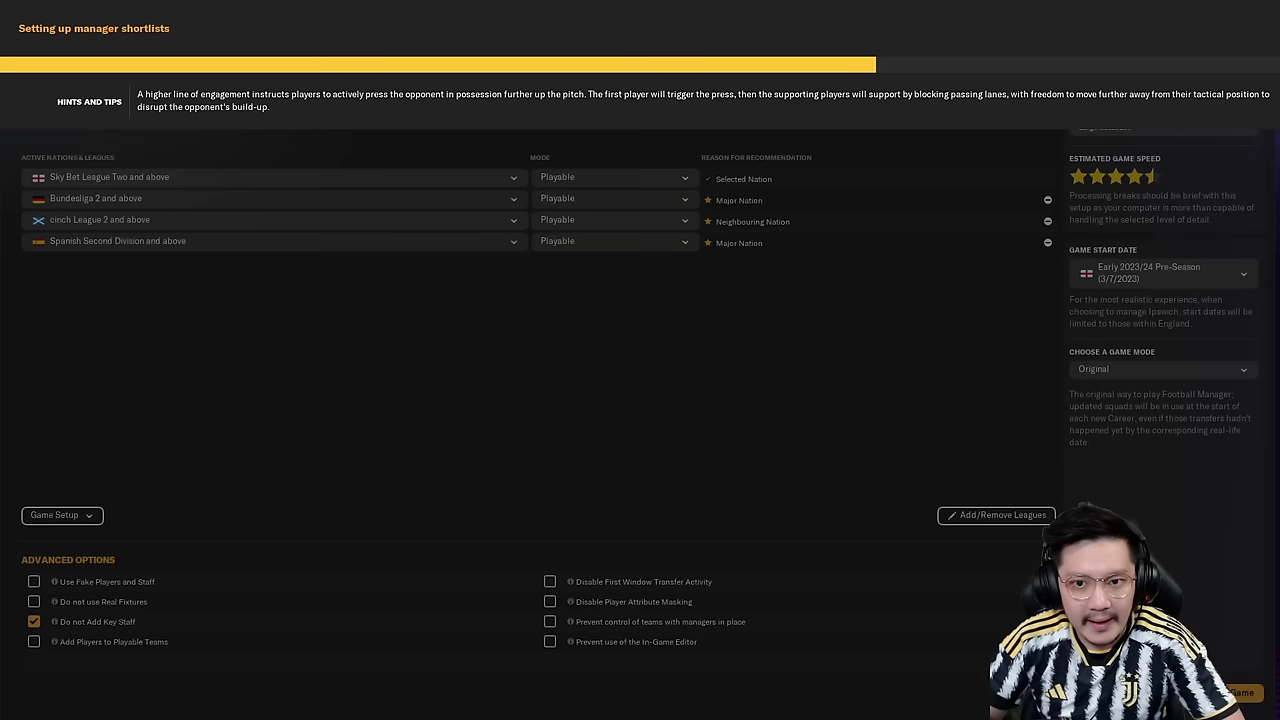 Setting up manager shortlists
HINTS AND TIPS
A higher line of engagement instructs players to actively press the opponent in possession further up the pitch. The first player will trigger the press, then the supporting players will support by blocking passing lanes, with freedom to move further away from their tactical position to
disrupt the opponent's build-up.
ACTIVE NATIONS & LEAGUES MODE REASON FOR RECOMMENDATION
Sky Bet League Two and above Playable Selected Nation
Bundesliga 2 and above Playable Major Nation
cinch League 2 and above Playable Neighbouring Nation
Spanish Second Division and above Playable Major Nation
ESTIMATED GAME SPEED
Processing breaks should be brief with this
setup as your computer is more than capable of
handling the selected level of detail.
GAME START DATE
Early 2023/24 Pre-Season
(3/7/2023)
For the most realistic experience, when
choosing to manage Ipswich, start dates will be
limited to those within England.
CHOOSE A GAME MODE
Original
The original way to play Football Manager;
updated squads will be in use at the start of
each new Career, even if those transfers hadn't
happened yet by the corresponding real-life
date.
Game Setup
Add/Remove Leagues
ADVANCED OPTIONS
Use Fake Players and Staff
Do not use Real Fixtures
Do not Add Key Staff
Add Players to Playable Teams
Disable First Window Transfer Activity
Disable Player Attribute Masking
Prevent control of teams with managers in place
Prevent use of the In-Game Editor
Game